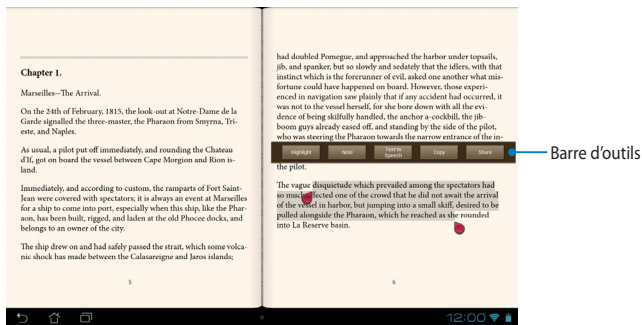 Chapter 1.
Marseilles--The Arrival.
On the 24th of February, 1815, the look-out at Notre-Dame de la
Garde signalled the three-master, the Pharaon from Smyrna, Tri-
este, and Naples.
As usual, a pilot put off immediately, and rounding the Chateau
d'If, got on board the vessel between Cape Morgion and Rion is-
land.
Immediately, and according to custom, the ramparts of Fort Saint-
Jean were covered with spectators; it is always an event at Marseilles
for a ship to come into port, especially when this ship, like the Phar-
aon, has been built, rigged, and laden at the old Phocee docks, and
belongs to an owner of the city.
The ship drew on and had safely passed the strait, which some volca-
nic shock has made between the Calasareigne and Jaros islands;
5
had doubled Pomegue, and approached the harbor under topsails,
jib, and spanker, but so slowly and sedately that the idlers, with that
instinct which is the forerunner of evil, asked one another what mis-
fortune could have happened on board. However, those experi-
enced in navigation saw plainly that if any accident had occurred, it
was not to the vessel herself, for she bore down with all the evi-
dence of being skilfully handled, the anchor a-cockbill, the jib-
boom guys already eased off, and standing by the side of the pilot,
who was steering the Pharaon towards the narrow entrance of the in-
Highlight
Note
Text to
Speech
Copy
Share
Barre d'outils
the pilot.
The vague disquietude which prevailed among the spectators had
so much affected one of the crowd that he did not await the arrival
of the vessel in harbor, but jumping into a small skiff, desired to be
pulled alongside the Pharaon, which he reached as she rounded
into La Reserve basin.
6
12:00